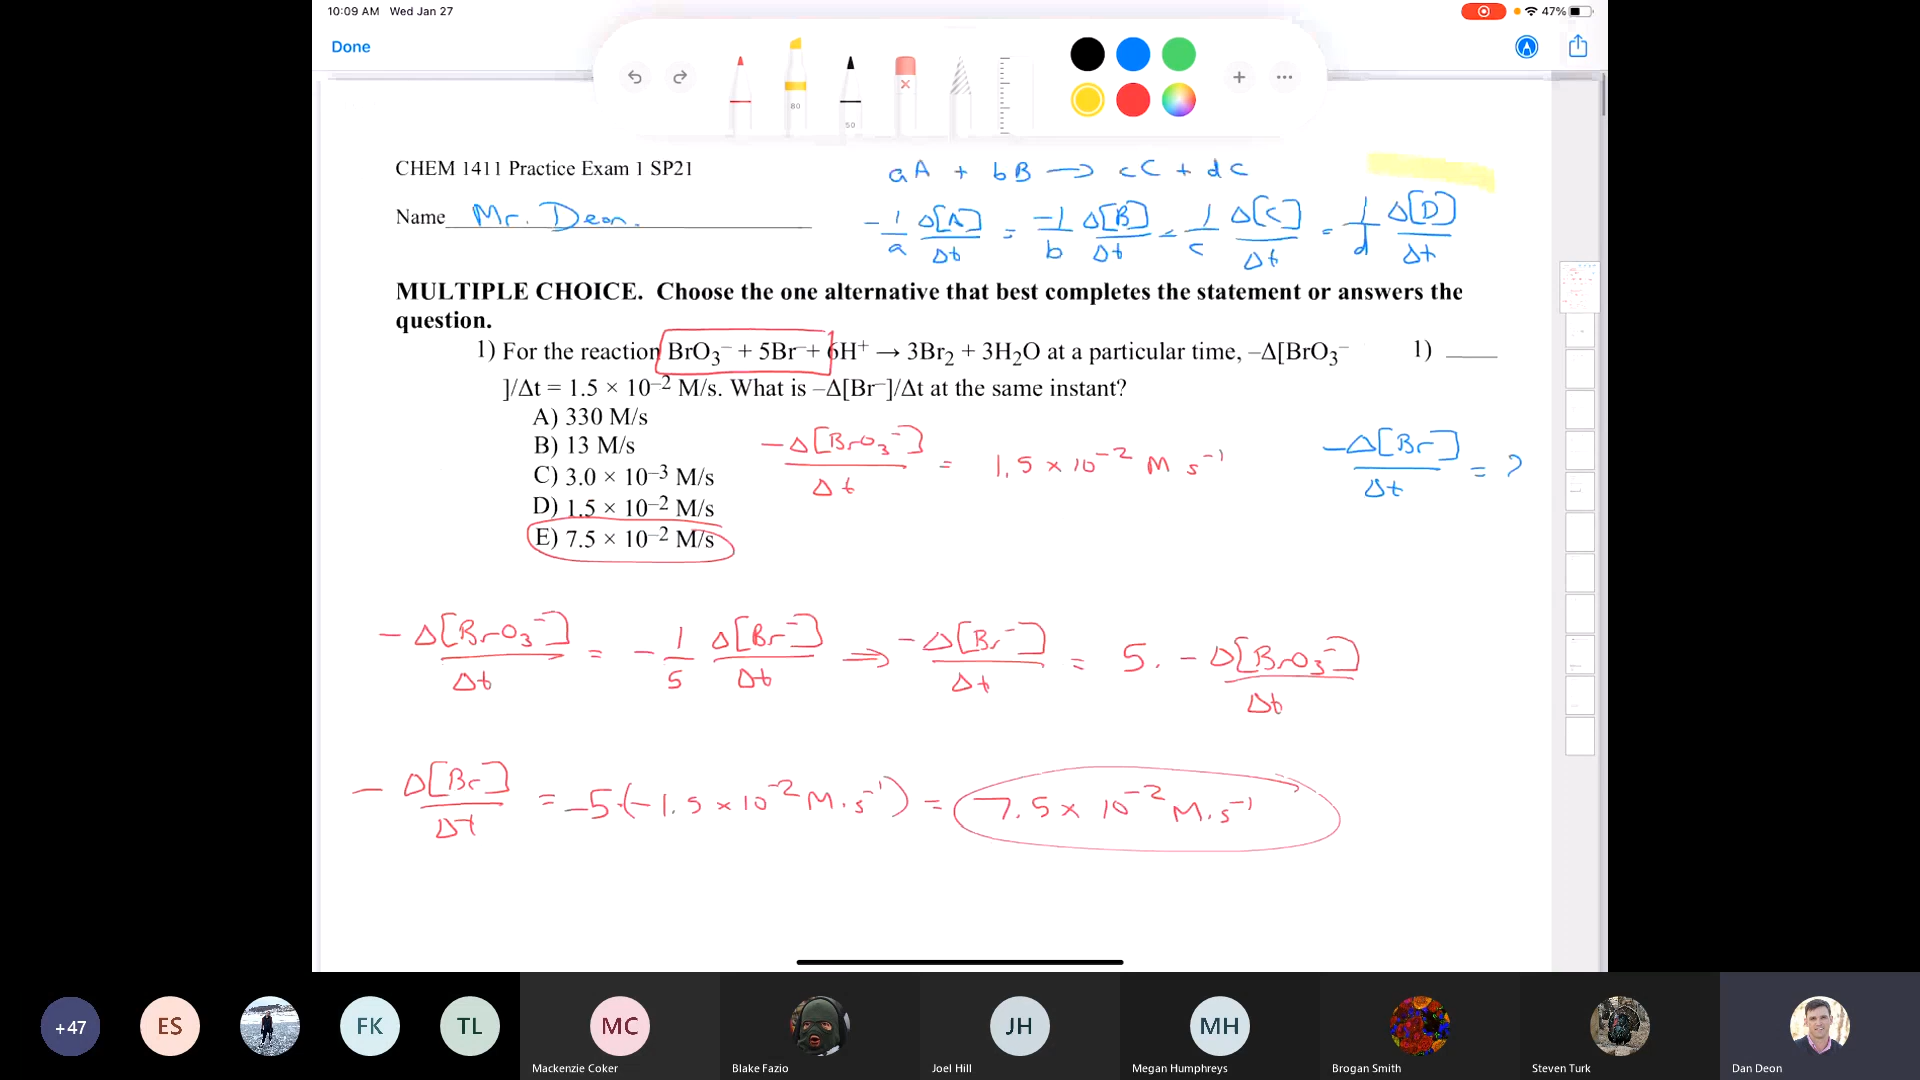 10:09 AM Wed Jan 27
47%
Done
80
50
CHEM 1411 Practice Exam 1 SP21
aA + bB → cC + dC
Name Mr. Deon.
-1/a Δ[A]/Δt = -1/b Δ[B]/Δt = 1/c Δ[C]/Δt = 1/d Δ[D]/Δt
MULTIPLE CHOICE. Choose the one alternative that best completes the statement or answers the
question.
1) For the reaction BrO₃⁻ + 5Br⁻ + 6H⁺ → 3Br₂ + 3H₂O at a particular time, –Δ[BrO₃⁻ 1) ____
]/Δt = 1.5 × 10⁻² M/s. What is –Δ[Br⁻]/Δt at the same instant?
A) 330 M/s
B) 13 M/s
C) 3.0 × 10⁻³ M/s
D) 1.5 × 10⁻² M/s
E) 7.5 × 10⁻² M/s
-Δ[BrO₃⁻]/Δt = 1.5 × 10⁻² M s⁻¹
-Δ[Br⁻]/Δt = ?
-Δ[BrO₃⁻]/Δt = -1/5 Δ[Br⁻]/Δt ⇒ -Δ[Br⁻]/Δt = 5. -Δ[BrO₃⁻]/Δt
-Δ[Br⁻]/Δt = -5·(-1.5 × 10⁻² M·s⁻¹) = 7.5 × 10⁻² M·s⁻¹
+47
ES
FK
TL
MC
JH
MH
Mackenzie Coker
Blake Fazio
Joel Hill
Megan Humphreys
Brogan Smith
Steven Turk
Dan Deon